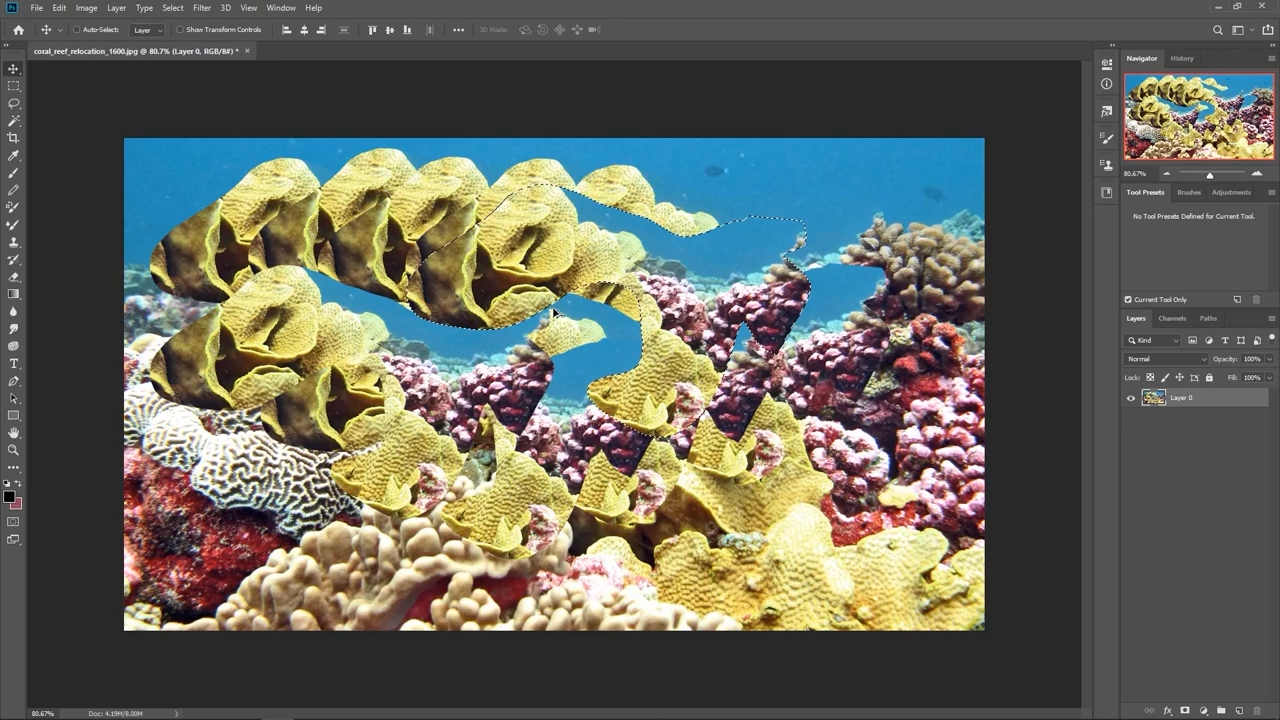 Ps File Edit Image Layer Type Select Filter 3D View Window Help
Auto-Select: Layer Show Transform Controls 3D Mode:
coral_reef_relocation_1600.jpg @ 80.7% (Layer 0, RGB/8#) * ×
Navigator History
80.67%
Tool Presets Brushes Adjustments
No Tool Presets Defined for Current Tool.
Current Tool Only
Layers Channels Paths
Kind
Normal Opacity: 100%
Lock: Fill: 100%
Layer 0
80.67% Doc: 4.19M/8.00M